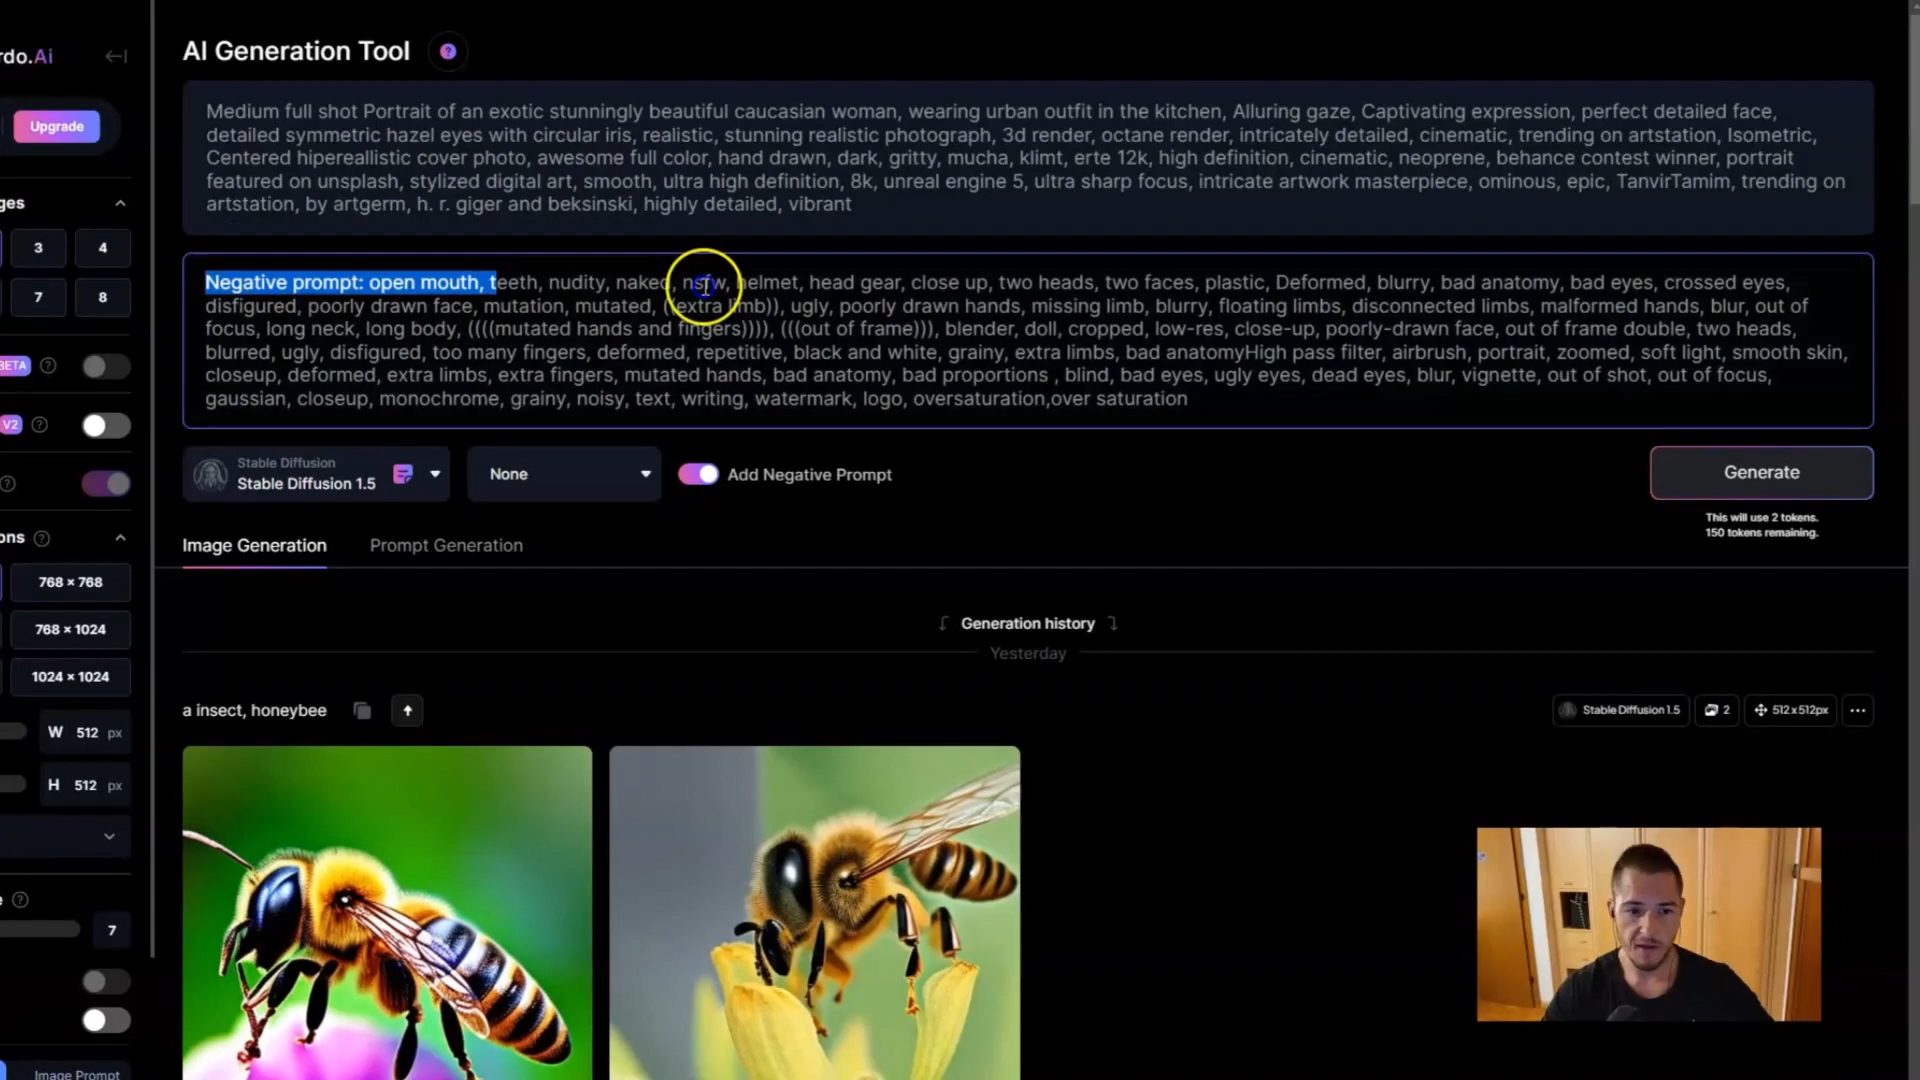 rdo.Ai
AI Generation Tool
?
Upgrade
Medium full shot Portrait of an exotic stunningly beautiful caucasian woman, wearing urban outfit in the kitchen, Alluring gaze, Captivating expression, perfect detailed face,
detailed symmetric hazel eyes with circular iris, realistic, stunning realistic photograph, 3d render, octane render, intricately detailed, cinematic, trending on artstation, Isometric,
Centered hipereallistic cover photo, awesome full color, hand drawn, dark, gritty, mucha, klimt, erte 12k, high definition, cinematic, neoprene, behance contest winner, portrait
featured on unsplash, stylized digital art, smooth, ultra high definition, 8k, unreal engine 5, ultra sharp focus, intricate artwork masterpiece, ominous, epic, TanvirTamim, trending on
artstation, by artgerm, h. r. giger and beksinski, highly detailed, vibrant
ges
3 4
7 8
Negative prompt: open mouth, teeth, nudity, naked, nsfw, helmet, head gear, close up, two heads, two faces, plastic, Deformed, blurry, bad anatomy, bad eyes, crossed eyes,
disfigured, poorly drawn face, mutation, mutated, ((extra limb)), ugly, poorly drawn hands, missing limb, blurry, floating limbs, disconnected limbs, malformed hands, blur, out of
focus, long neck, long body, ((((mutated hands and fingers)))), (((out of frame))), blender, doll, cropped, low-res, close-up, poorly-drawn face, out of frame double, two heads,
blurred, ugly, disfigured, too many fingers, deformed, repetitive, black and white, grainy, extra limbs, bad anatomyHigh pass filter, airbrush, portrait, zoomed, soft light, smooth skin,
closeup, deformed, extra limbs, extra fingers, mutated hands, bad anatomy, bad proportions , blind, bad eyes, ugly eyes, dead eyes, blur, vignette, out of shot, out of focus,
gaussian, closeup, monochrome, grainy, noisy, text, writing, watermark, logo, oversaturation,over saturation
BETA ?
V2 ?
?
Stable Diffusion
Stable Diffusion 1.5
None
Add Negative Prompt
Generate
This will use 2 tokens.
150 tokens remaining.
ons ?
768 × 768
768 × 1024
1024 × 1024
Image Generation
Prompt Generation
Generation history
Yesterday
W 512 px
H 512 px
a insect, honeybee
Stable Diffusion 1.5
2
512x512px
e ?
7
Image Prompt